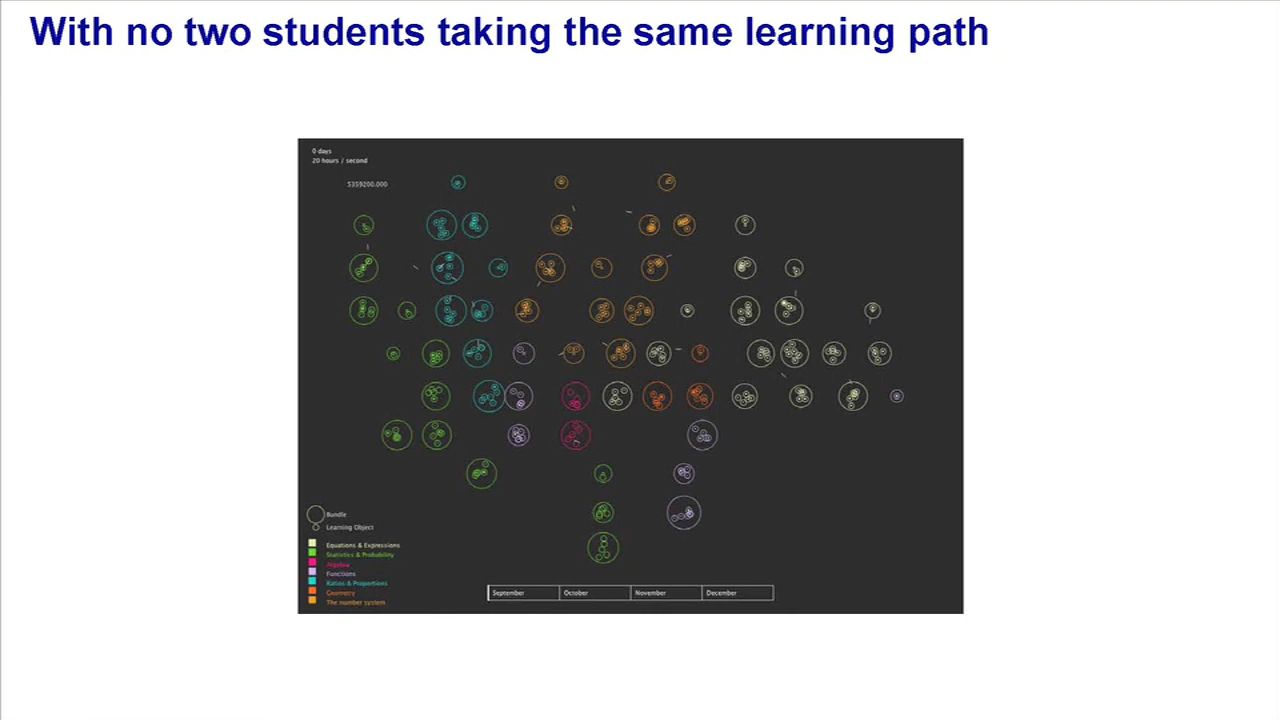 With no two students taking the same learning path
0 days
20 hours / second
5359200.000
Bundle
Learning Object
Equations & Expressions
Statistics & Probability
Algebra
Functions
Ratios & Proportions
Geometry
The number system
September October November December